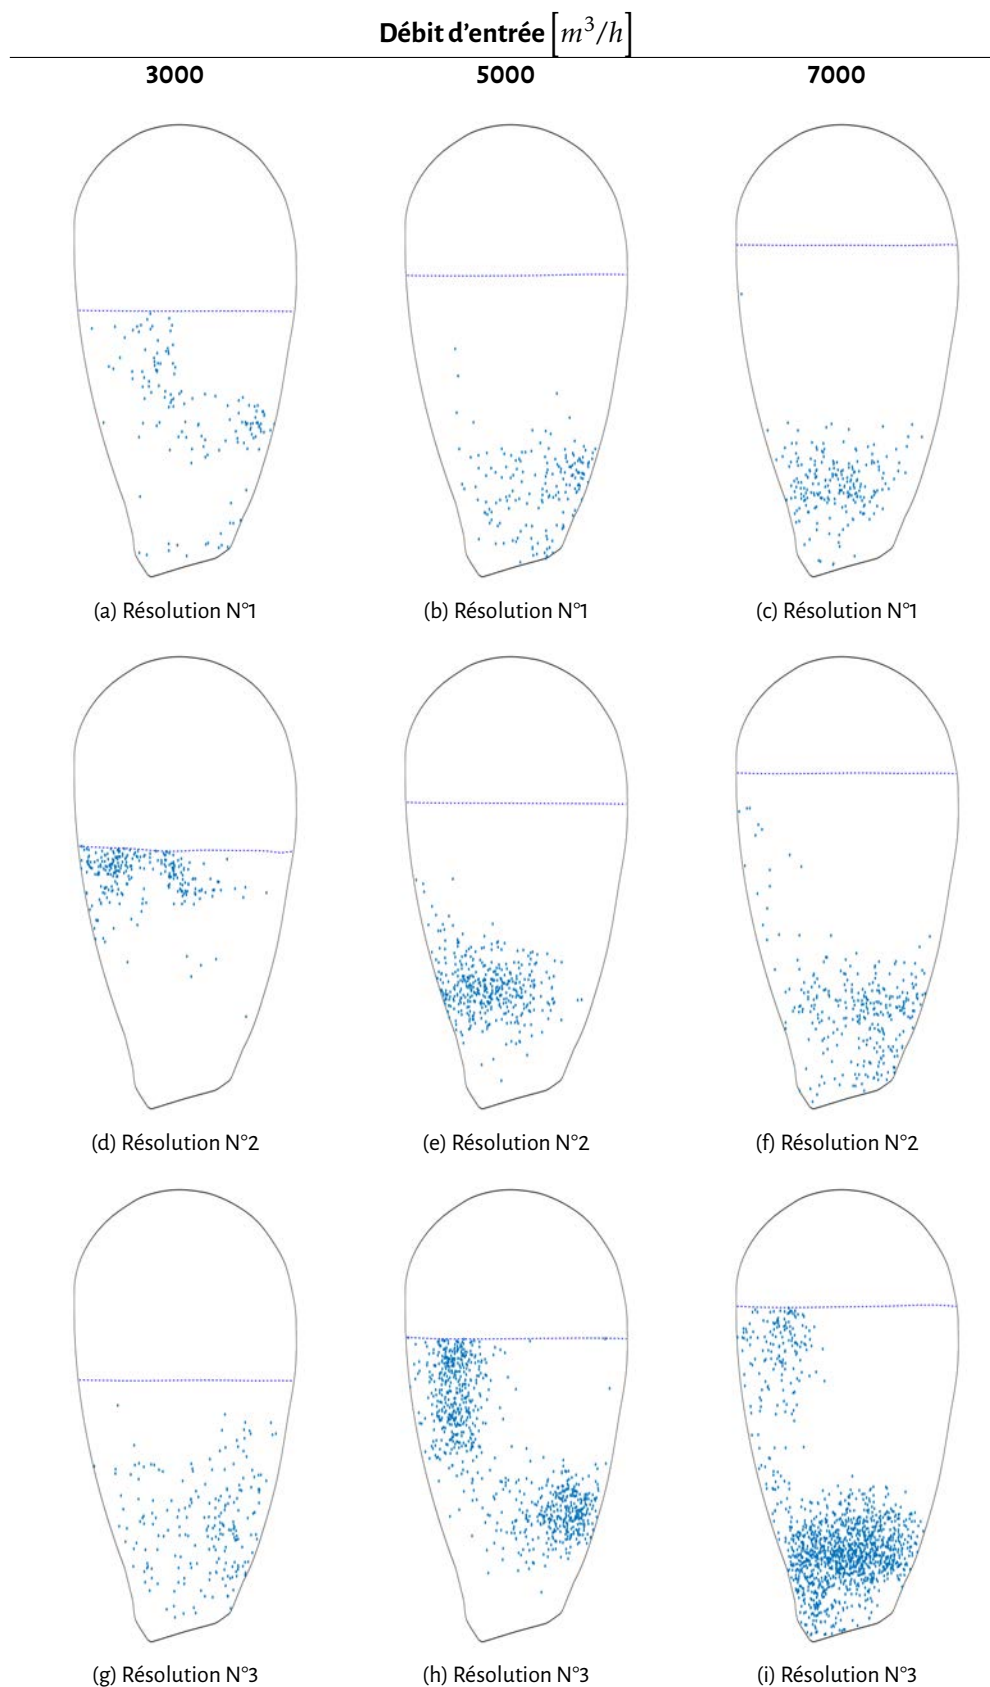 Débit d'entrée [m³/h]
3000 5000 7000
(a) Résolution N°1 (b) Résolution N°1 (c) Résolution N°1
(d) Résolution N°2 (e) Résolution N°2 (f) Résolution N°2
(g) Résolution N°3 (h) Résolution N°3 (i) Résolution N°3